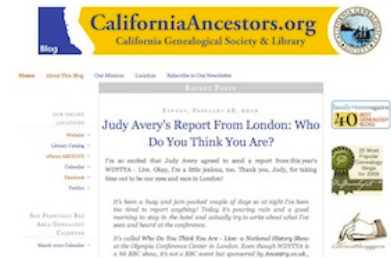 CaliforniaAncestors.org
California Genealogical Society & Library
Blog
Home About This Blog Our Mission Location Subscribe to Our Newsletter
Recent Posts
Sunday, February 28, 2010
Judy Avery's Report From London: Who
Do You Think You Are?
I'm so excited that Judy Avery agreed to send a report from this year's
WDYTYA - Live. Okay, I'm a little jealous, too. Thank you, Judy, for taking
time out to be our eyes and ears in London!
It's been a busy and jam-packed couple of days so at night I've been
too tired to report anything! Today it's pouring rain and a good
morning to stay in the hotel and actually try to write about what I've
seen and heard at the conference.
It's called Who Do You Think You Are - Live: a National History Show
at the Olympia Conference Center in London. Even though WDYTYA is
a hit BBC show, it's not a BBC event but sponsored by Ancestry.co.uk.,
Our Online
Locations
Website
Library Catalog
eNews ARCHIVE
Calendar
Facebook
Twitter
San Francisco Bay
Area Genealogy
Calendar
March 2010 Calendar
familytreemagazine
40 BEST
GENEALOGY
BLOGS
25 Most
Popular
Genealogy
Blogs
for 2009